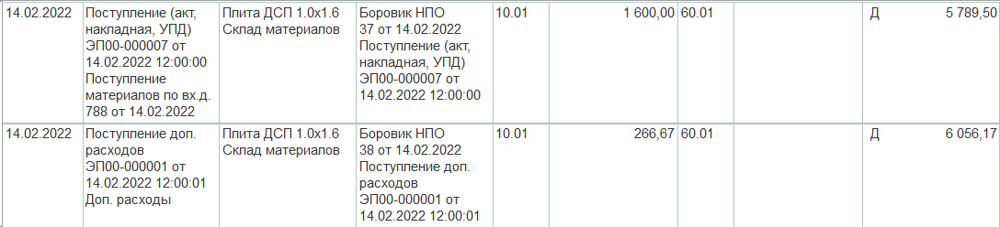 14.02.2022 Поступление (акт, накладная, УПД) ЭП00-000007 от 14.02.2022 12:00:00 Поступление материалов по вх.д. 788 от 14.02.2022 Плита ДСП 1.0х1.6 Склад материалов Боровик НПО 37 от 14.02.2022 Поступление (акт, накладная, УПД) ЭП00-000007 от 14.02.2022 12:00:00 10.01 1 600,00 60.01 Д 5 789,50
14.02.2022 Поступление доп. расходов ЭП00-000001 от 14.02.2022 12:00:01 Доп. расходы Плита ДСП 1.0х1.6 Склад материалов Боровик НПО 38 от 14.02.2022 Поступление доп. расходов ЭП00-000001 от 14.02.2022 12:00:01 10.01 266,67 60.01 Д 6 056,17